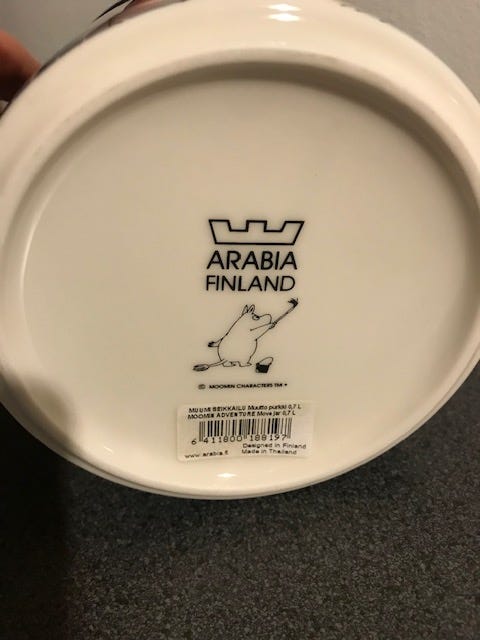 ARABIA
FINLAND
© MOOMIN CHARACTERS TM
MUUMI SEIKKAILU Muutto purkki 0,7 L
MOOMIN ADVENTURE Move jar 0,7 L
6 411800 188197
Designed in Finland
www.arabia.fi Made in Thailand